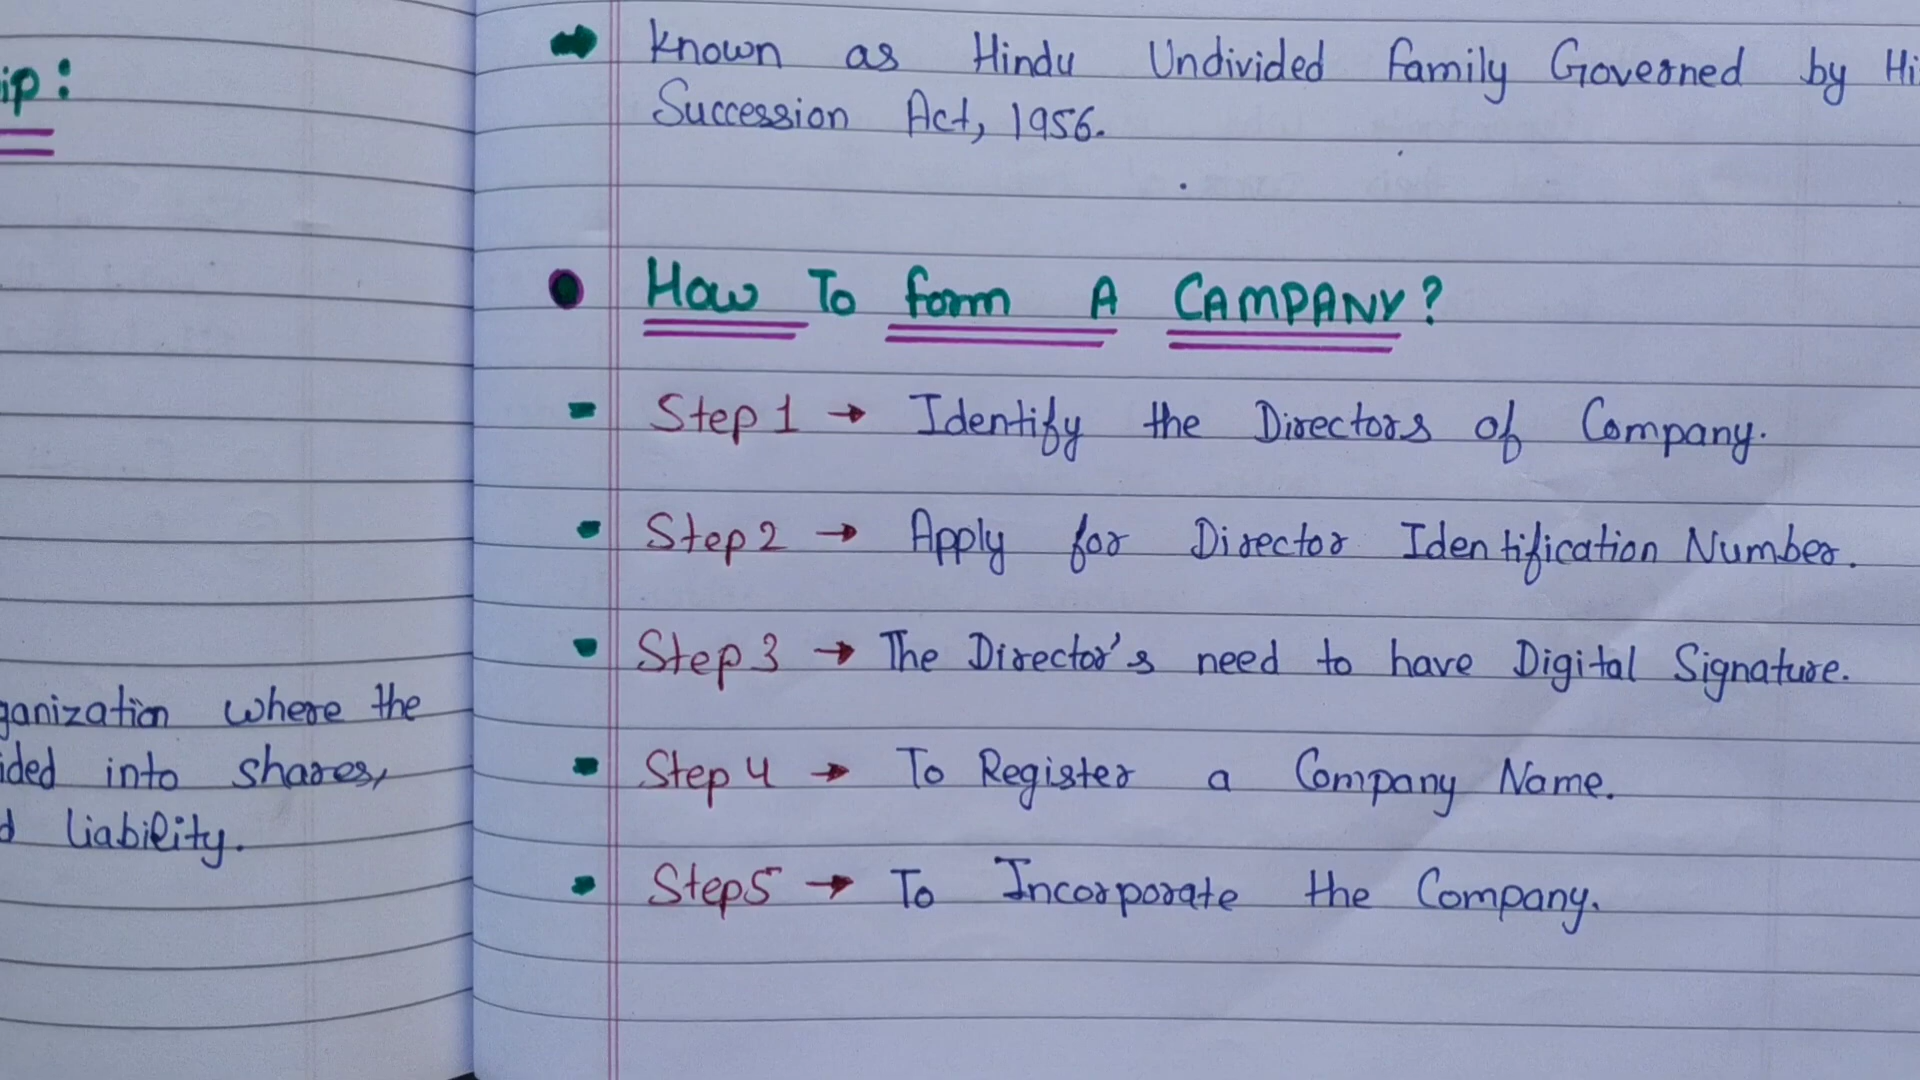 ip:
ganization where the
ided into shares,
d liability.
Known as Hindu Undivided Family Governed by Hi
Succession Act, 1956.
How To form A CAMPANY?
Step 1 → Identify the Directors of Company.
Step 2 → Apply for Director Identification Number.
Step 3 → The Director's need to have Digital Signature.
Step 4 → To Register a Company Name.
Step 5 → To Incorporate the Company.